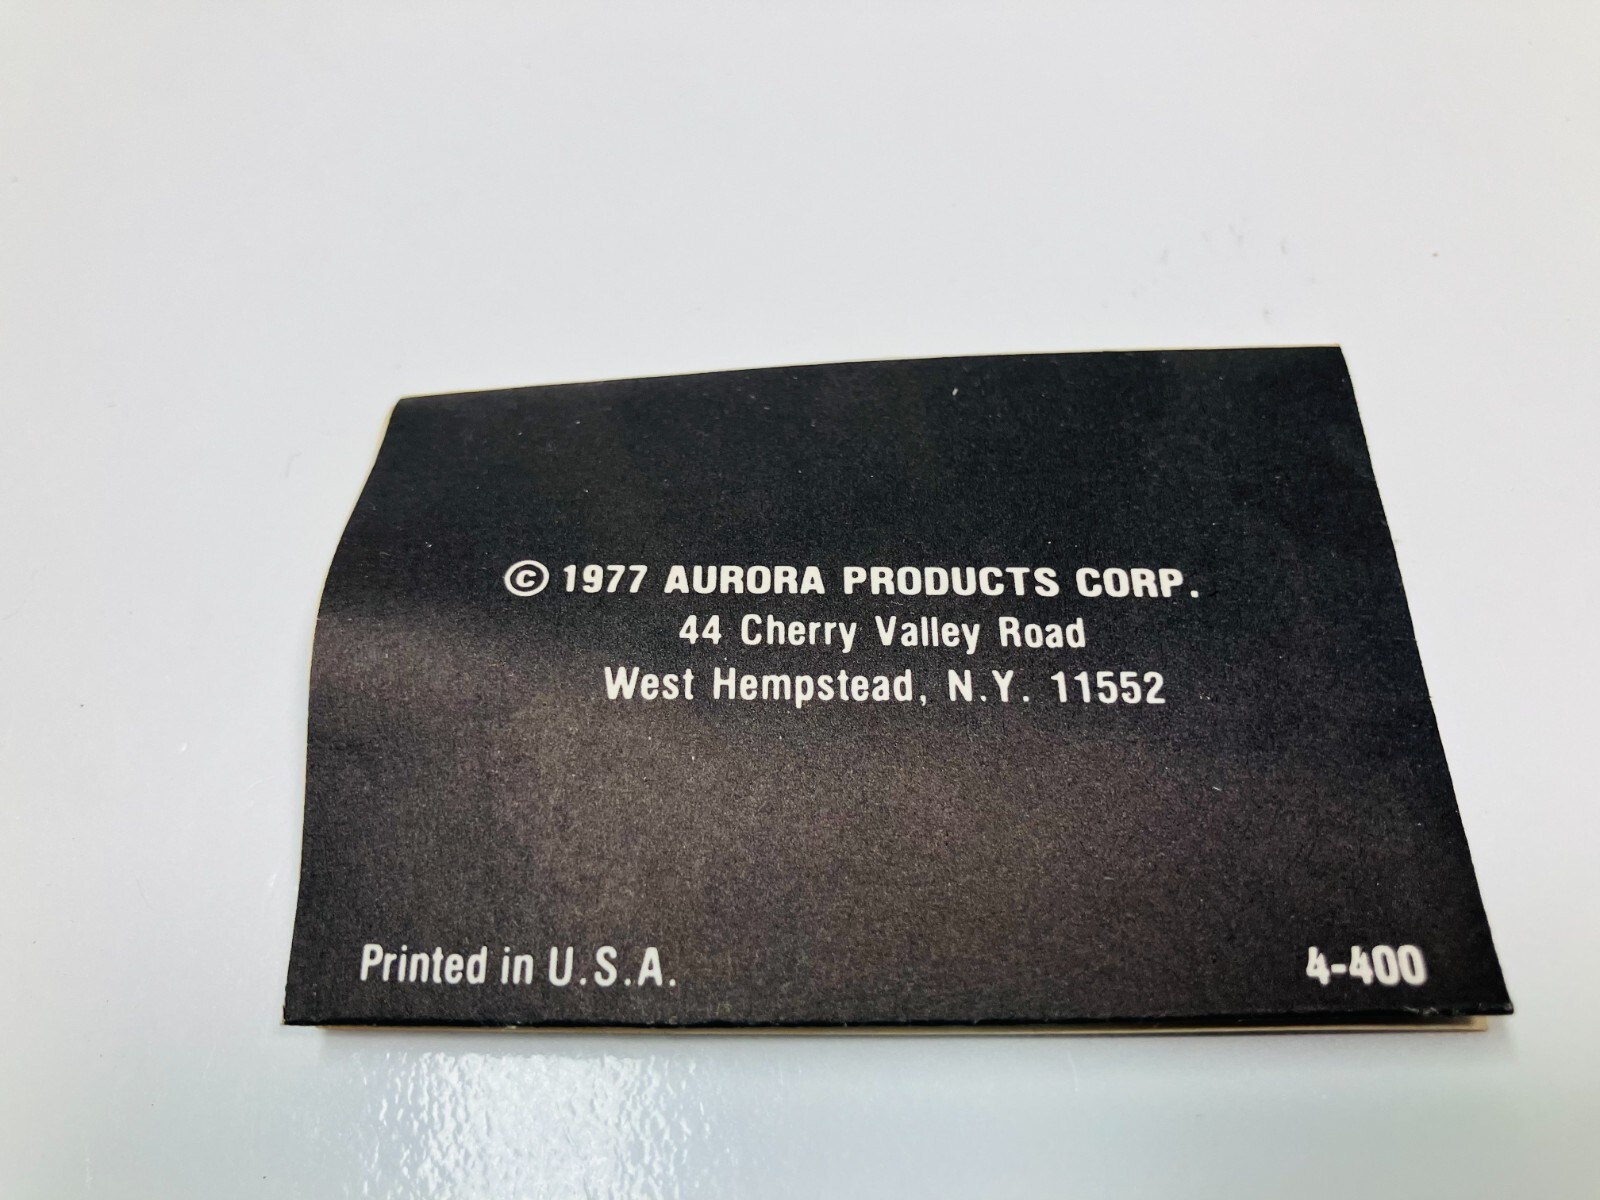 © 1977 AURORA PRODUCTS CORP.
44 Cherry Valley Road
West Hempstead, N.Y. 11552
Printed in U.S.A.
4-400